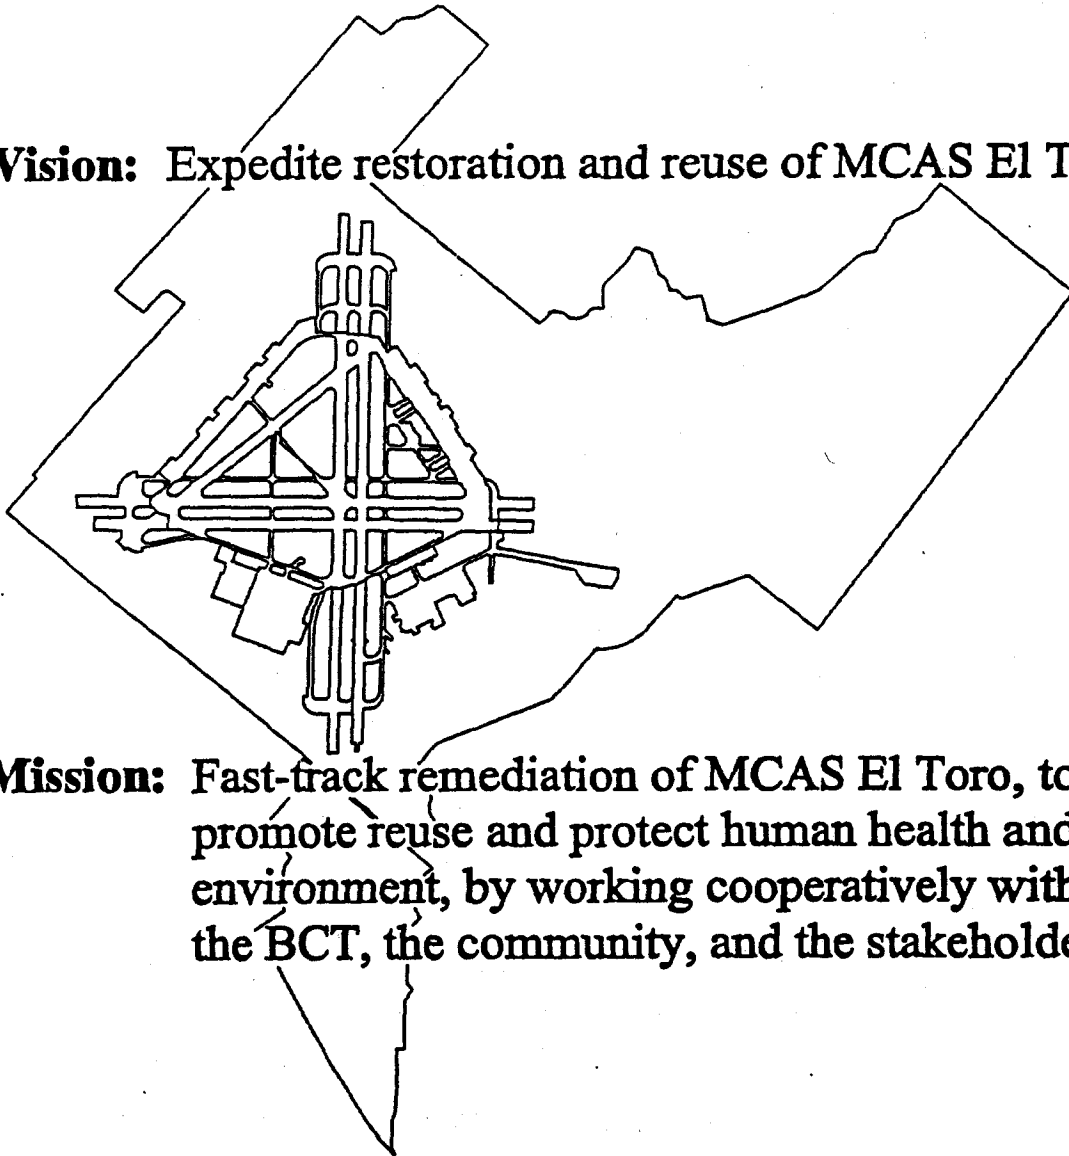 Vision: Expedite restoration and reuse of MCAS El T
Mission: Fast-track remediation of MCAS El Toro, to
promote reuse and protect human health and
environment, by working cooperatively with
the BCT, the community, and the stakeholde